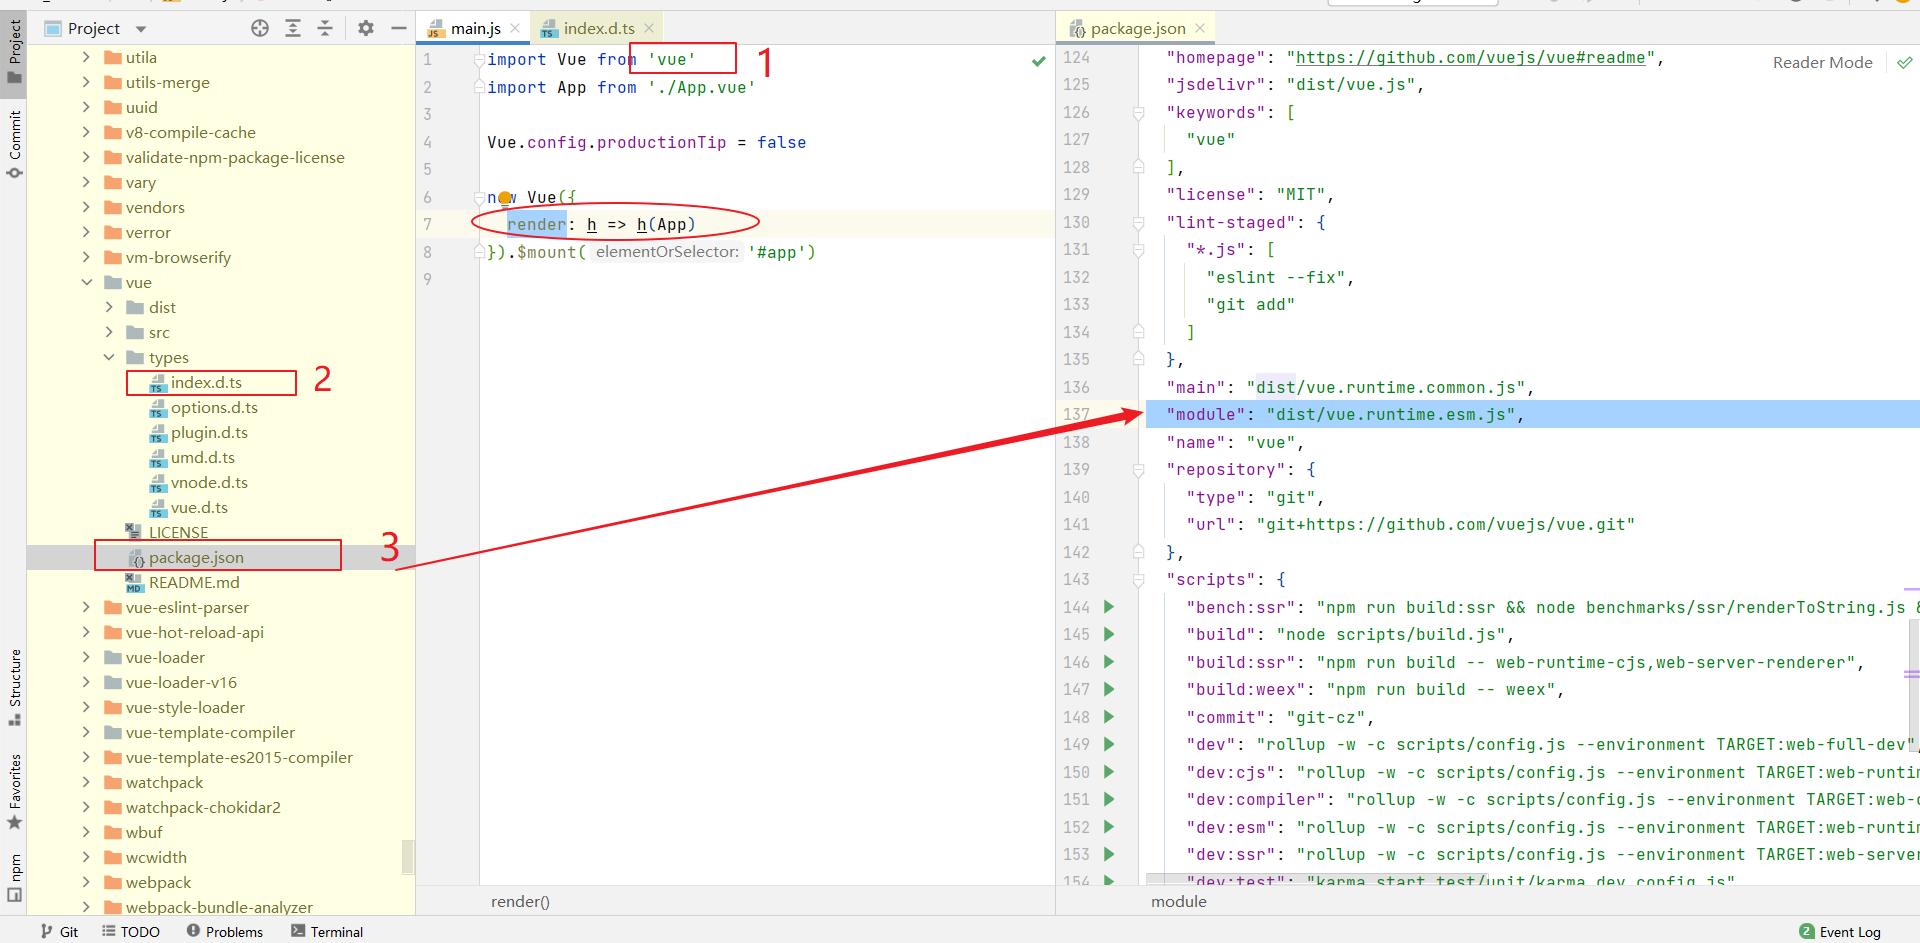 Project
Commit
Structure
Favorites
npm
Project
utila
utils-merge
uuid
v8-compile-cache
validate-npm-package-license
vary
vendors
verror
vm-browserify
vue
dist
src
types
index.d.ts
2
options.d.ts
plugin.d.ts
umd.d.ts
vnode.d.ts
vue.d.ts
LICENSE
package.json
3
README.md
vue-eslint-parser
vue-hot-reload-api
vue-loader
vue-loader-v16
vue-style-loader
vue-template-compiler
vue-template-es2015-compiler
watchpack
watchpack-chokidar2
wbuf
wcwidth
webpack
webpack-bundle-analyzer
main.js
index.d.ts
1 import Vue from 'vue'
1
2 import App from './App.vue'
3
4 Vue.config.productionTip = false
5
6 new Vue({
7 render: h => h(App)
8 }).$mount( elementOrSelector: '#app')
9
render()
package.json
Reader Mode
124 "homepage": "https://github.com/vuejs/vue#readme",
125 "jsdelivr": "dist/vue.js",
126 "keywords": [
127 "vue"
128 ],
129 "license": "MIT",
130 "lint-staged": {
131 "*.js": [
132 "eslint --fix",
133 "git add"
134 ]
135 },
136 "main": "dist/vue.runtime.common.js",
137 "module": "dist/vue.runtime.esm.js",
138 "name": "vue",
139 "repository": {
140 "type": "git",
141 "url": "git+https://github.com/vuejs/vue.git"
142 },
143 "scripts": {
144 "bench:ssr": "npm run build:ssr && node benchmarks/ssr/renderToString.js &
145 "build": "node scripts/build.js",
146 "build:ssr": "npm run build -- web-runtime-cjs,web-server-renderer",
147 "build:weex": "npm run build -- weex",
148 "commit": "git-cz",
149 "dev": "rollup -w -c scripts/config.js --environment TARGET:web-full-dev",
150 "dev:cjs": "rollup -w -c scripts/config.js --environment TARGET:web-runtim
151 "dev:compiler": "rollup -w -c scripts/config.js --environment TARGET:web-c
152 "dev:esm": "rollup -w -c scripts/config.js --environment TARGET:web-runtim
153 "dev:ssr": "rollup -w -c scripts/config.js --environment TARGET:web-server
154 "dev:test": "karma start test/unit/karma.dev.config.js"
module
Git
TODO
Problems
Terminal
2 Event Log